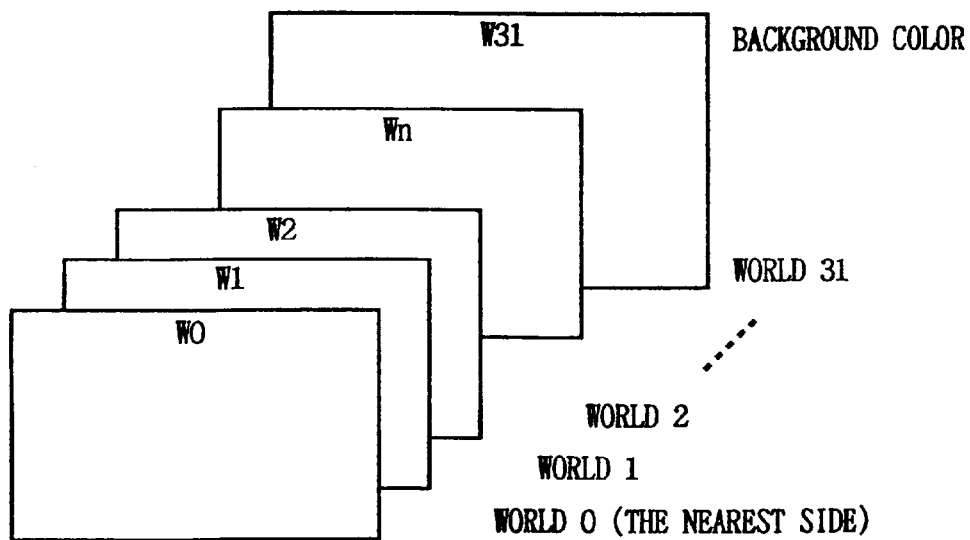 W31
BACKGROUND COLOR
Wn
W2
W1
WORLD 31
W0
WORLD 2
WORLD 1
WORLD 0 (THE NEAREST SIDE)